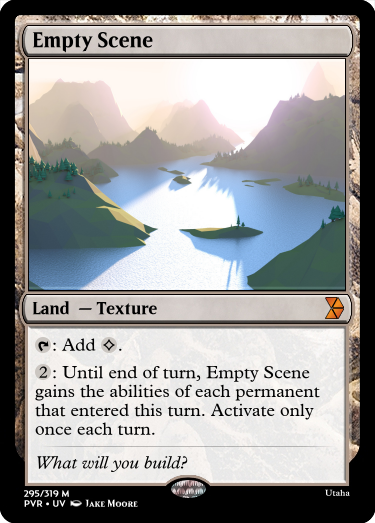 Empty Scene
Land — Texture
: Add .
2: Until end of turn, Empty Scene
gains the abilities of each permanent
that entered this turn. Activate only
once each turn.
What will you build?
295/319 M
Utaha
PVR • UV Jake Moore